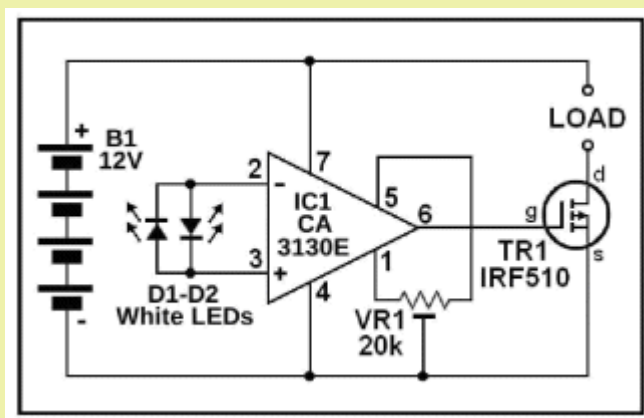 +
B1
12V
-
D1-D2
White LEDs
2
-
3
+
IC1
CA
3130E
7
4
5
6
1
VR1
20k
LOAD
d
g
s
TR1
IRF510